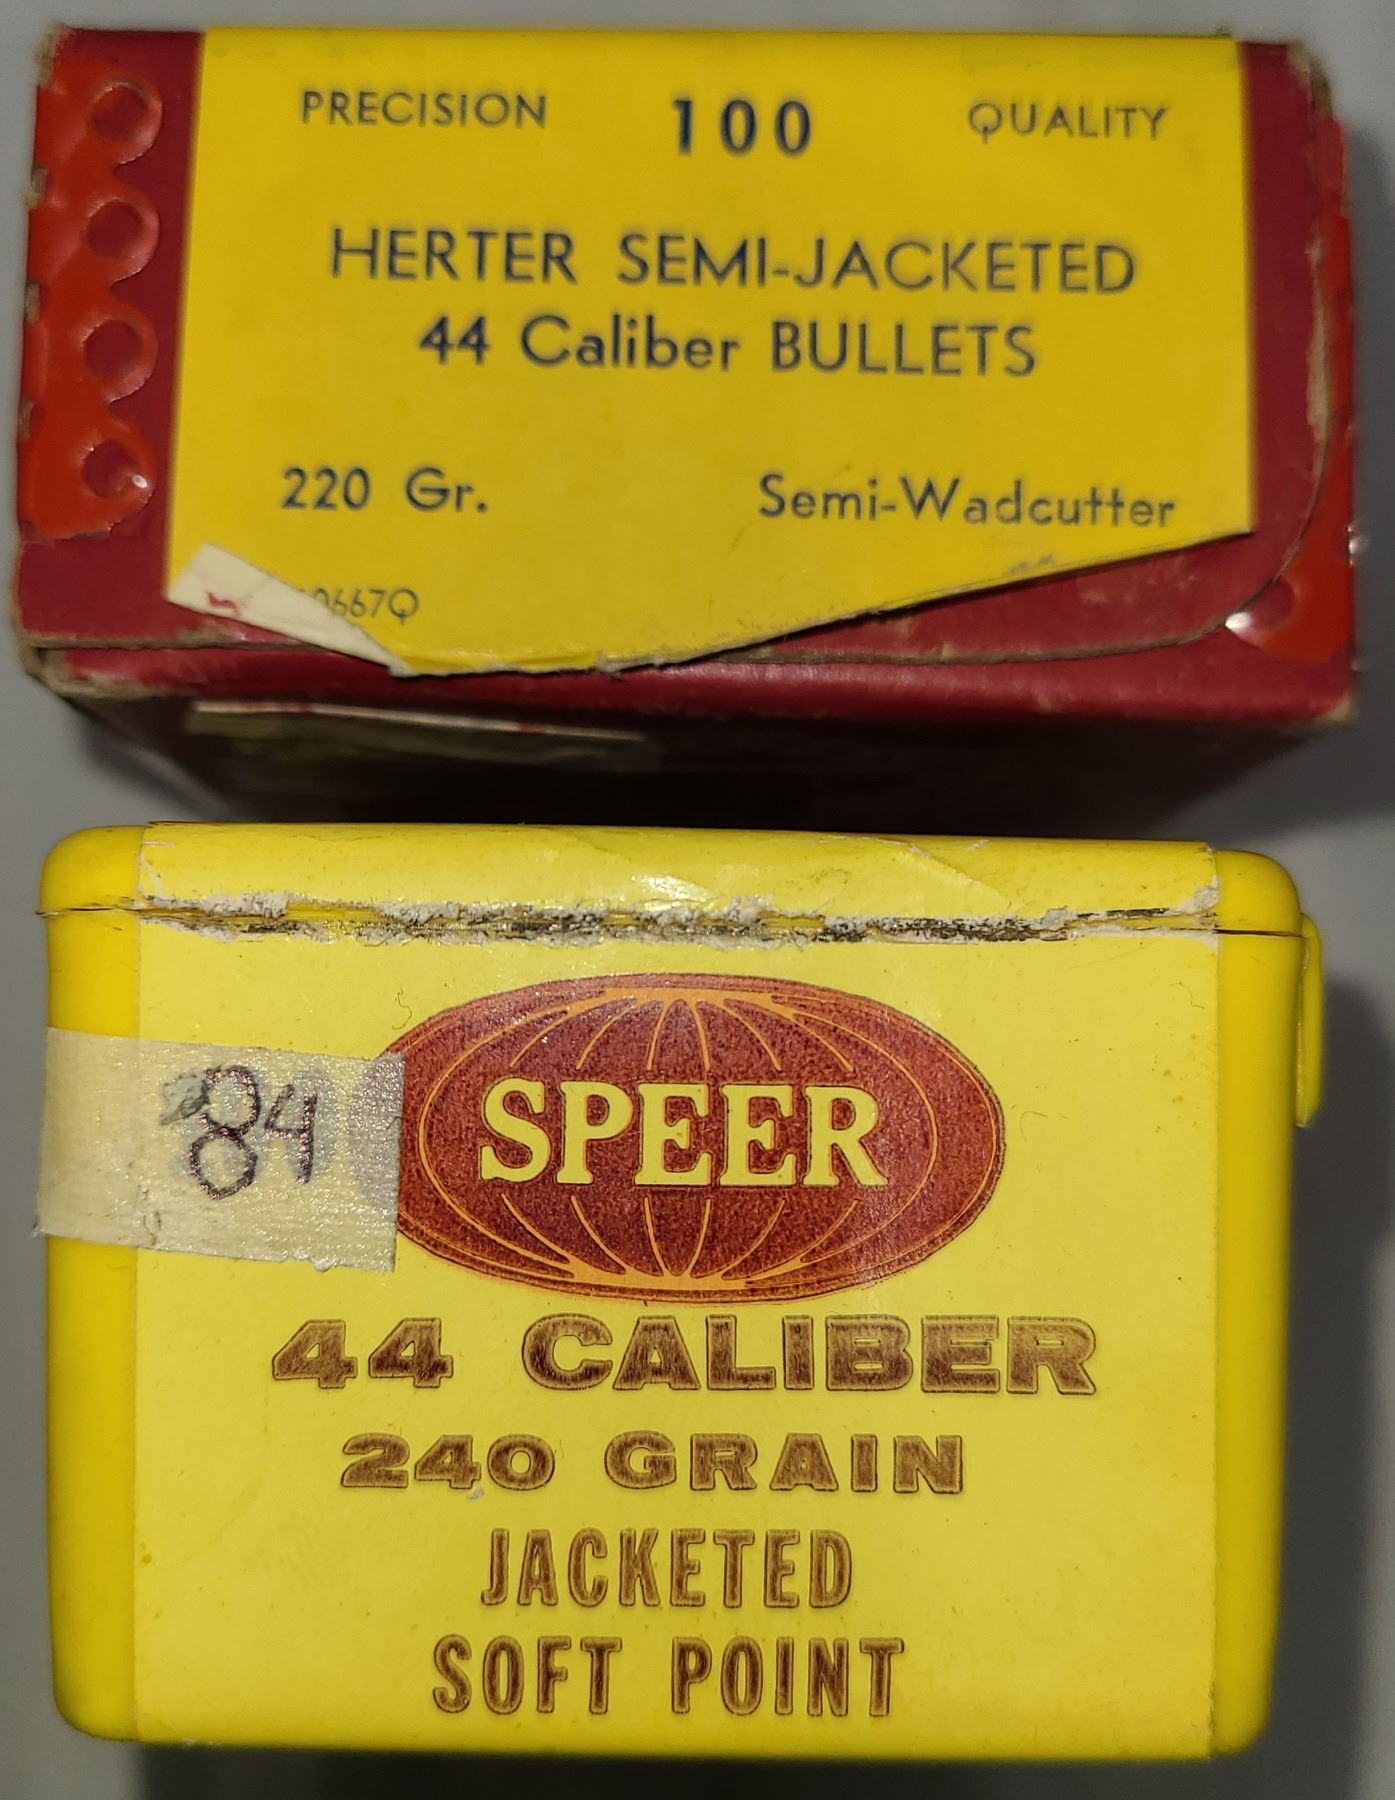 PRECISION 100 QUALITY
HERTER SEMI-JACKETED
44 Caliber BULLETS
220 Gr. Semi-Wadcutter
0667Q
84
SPEER
44 CALIBER
240 GRAIN
JACKETED
SOFT POINT